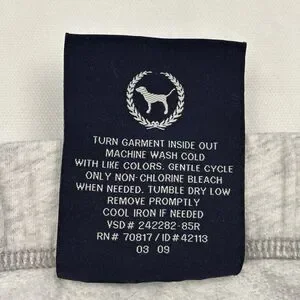 TURN GARMENT INSIDE OUT
MACHINE WASH COLD
WITH LIKE COLORS. GENTLE CYCLE
ONLY NON-CHLORINE BLEACH
WHEN NEEDED. TUMBLE DRY LOW
REMOVE PROMPTLY
COOL IRON IF NEEDED
VSD# 242282-85R
RN# 70817 / ID# 42113
03 09